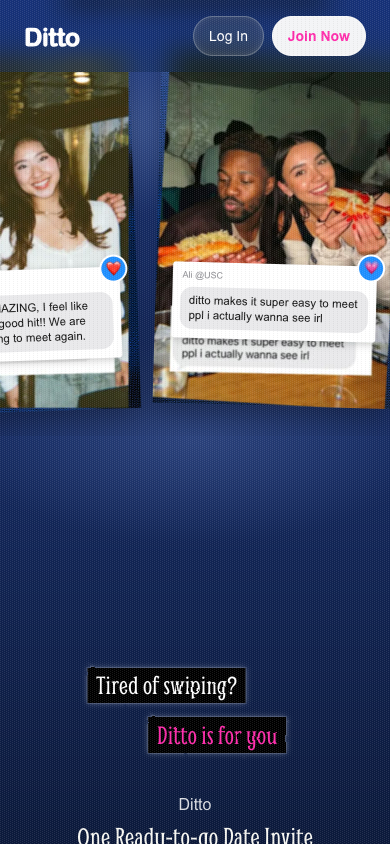 Ditto
Log In
Join Now
MAZING, I feel like
good hit!! We are
ng to meet again.
Ali @USC
ditto makes it super easy to meet
ppl i actually wanna see irl
ditto makes it super easy to meet
ppl i actually wanna see irl
Tired of swiping?
Ditto is for you
Ditto
One Ready-to-go Date Invite